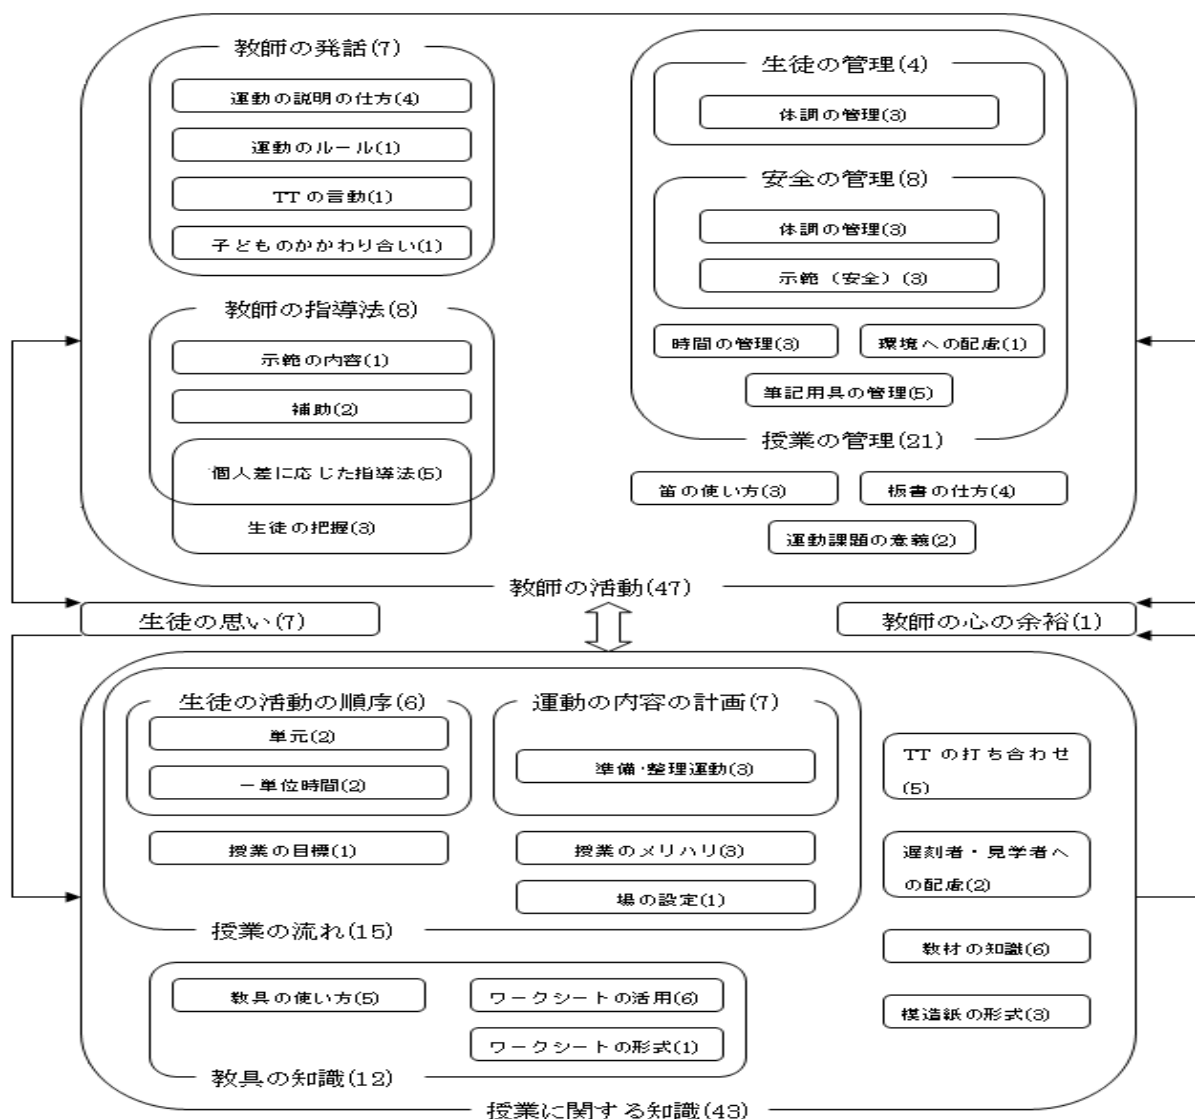 教師の発話(7)
運動の説明の仕方(4)
運動のルール(1)
TTの言動(1)
子どものかかわり合い(1)
教師の指導法(8)
示範の内容(1)
補助(2)
個人差に応じた指導法(5)
生徒の把握(3)
生徒の管理(4)
体調の管理(3)
安全の管理(8)
体調の管理(3)
示範(安全)(3)
時間の管理(3)
環境への配慮(1)
筆記用具の管理(5)
授業の管理(21)
笛の使い方(3)
板書の仕方(4)
運動課題の意義(2)
教師の活動(47)
生徒の思い(7)
教師の心の余裕(1)
生徒の活動の順序(6)
単元(2)
一単位時間(2)
授業の目標(1)
運動の内容の計画(7)
準備・整理運動(3)
授業のメリハリ(3)
場の設定(1)
授業の流れ(15)
教具の使い方(5)
ワークシートの活用(6)
ワークシートの形式(1)
教具の知識(12)
TTの打ち合わせ
(5)
遅刻者・見学者へ
の配慮(2)
教材の知識(6)
模造紙の形式(3)
授業に関する知識(43)